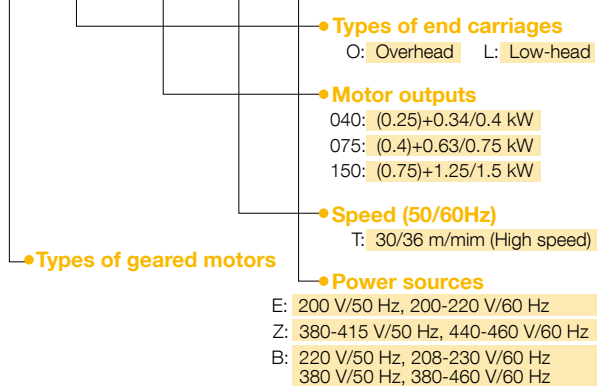 Types of end carriages
O: Overhead L: Low-head
Motor outputs
040: (0.25)+0.34/0.4 kW
075: (0.4)+0.63/0.75 kW
150: (0.75)+1.25/1.5 kW
Speed (50/60Hz)
T: 30/36 m/mim (High speed)
Types of geared motors
Power sources
E: 200 V/50 Hz, 200-220 V/60 Hz
Z: 380-415 V/50 Hz, 440-460 V/60 Hz
B: 220 V/50 Hz, 208-230 V/60 Hz
380 V/50 Hz, 380-460 V/60 Hz